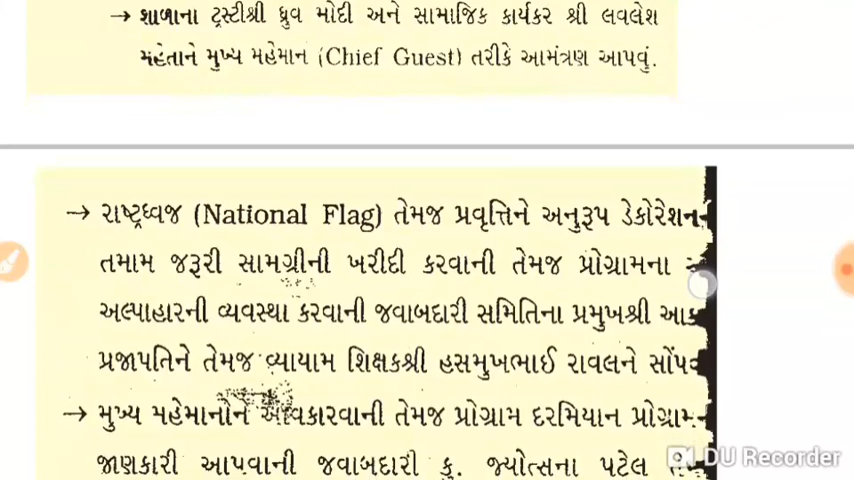 → શાળાના ટ્રસ્ટીશ્રી ધ્રુવ મોદી અને સામાજિક કાર્યકર શ્રી લવલેશ
મહેતાને મુખ્ય મહેમાન (Chief Guest) તરીકે આમંત્રણ આપવું.
→ રાષ્ટ્રધ્વજ (National Flag) તેમજ પ્રવૃત્તિને અનુરૂપ ડેકોરેશન
તમામ જરૂરી સામગ્રીની ખરીદી કરવાની તેમજ પ્રોગ્રામના
અલ્પાહારની વ્યવસ્થા કરવાની જવાબદારી સમિતિના પ્રમુખશ્રી
પ્રજાપતિને તેમજ વ્યાયામ શિક્ષકશ્રી હસમુખભાઈ રાવલને
→ મુખ્ય મહેમાનોને આવકારવાની તેમજ પ્રોગ્રામ દરમિયાન
જાણકારી આપવાની જવાબદારી કુ. જ્યોત્સના પટેલ
DU Recorder